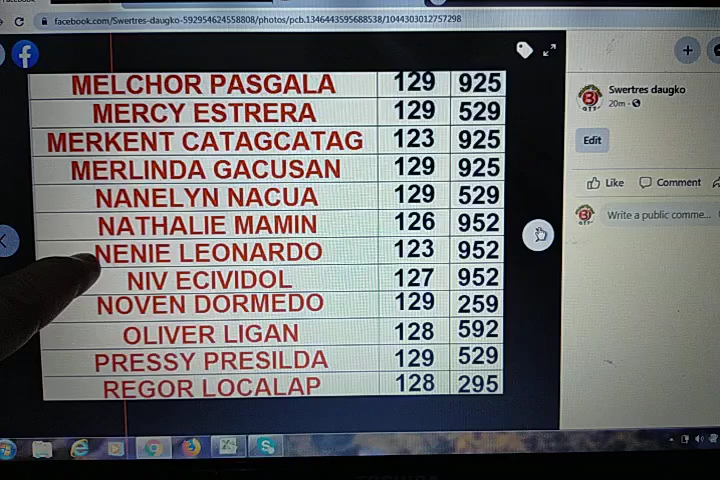 facebook.com/Swertres-daugko-592954624558808/photos/pcb.1346443595688538/1044303012757298
MELCHOR PASGALA 129 925
MERCY ESTRERA 129 529
MERKENT CATAGCATAG 123 925
MERLINDA GACUSAN 129 925
NANELYN NACUA 129 529
NATHALIE MAMIN 126 952
NENIE LEONARDO 123 952
NIV ECIVIDOL 127 952
NOVEN DORMEDO 129 259
OLIVER LIGAN 128 592
PRESSY PRESILDA 129 529
REGOR LOCALAP 128 295
Swertres daugko
20m
Edit
Like Comment
Write a public comme...